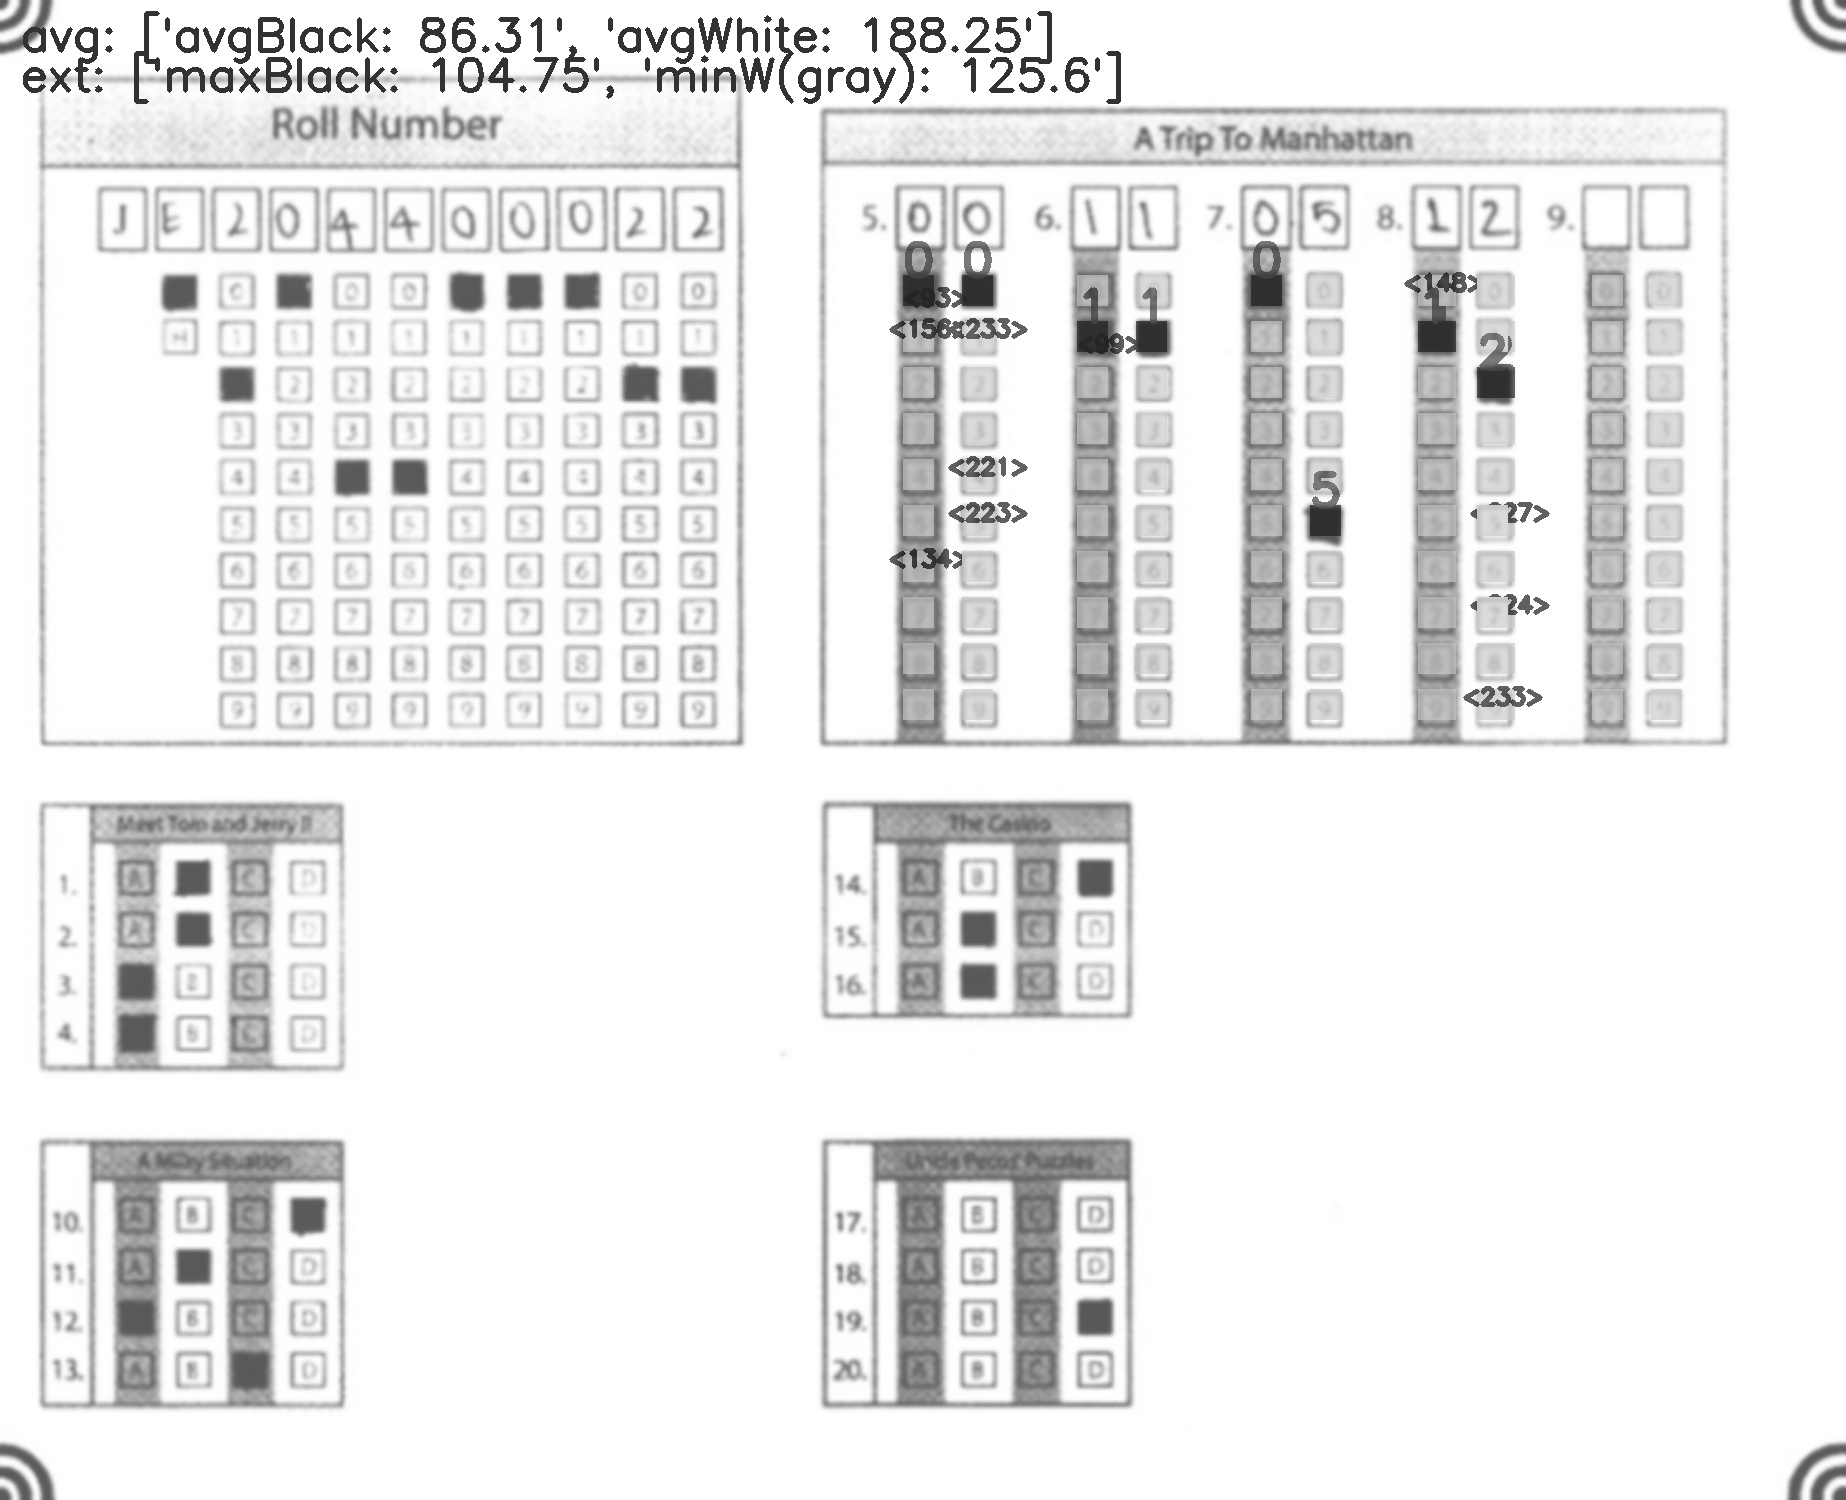 avg: ['avgBlack: 86.31', 'avgWhite: 188.25']
ext: ['maxBlack: 104.75', 'minW(gray): 125.6']
Roll Number
J E 2 0 4 4 0 0 0 2 2
0 0 0 0 0
H 1 1 1 1 1 1 1 1 1
2 2 2 2 2 2
3 3 3 3 3 3 3 3 3
4 4 4 4 4 4 4
5 5 5 5 5 5 5 5 5
6 6 6 6 6 6 6 6 6
7 7 7 7 7 7 7 7 7
8 8 8 8 8 8 8 8 8
9 9 9 9 9 9 9 9 9
A Trip To Manhattan
5. 0 0 6. 1 1 7. 0 5 8. 1 2 9.
0 0 0
<93> <148>
1 1 1
<233>
<99> 2
<221>
5
<223>
<134>
<233>
Meet Tom and Jerry II
1. A C D
2. A C D
3. B C D
4. B C D
The Casino
14. A B C
15. A C D
16. A C D
A Milky Situation
10. A B C
11. A C D
12. B C D
13. A B D
Uncle Pecos' Puzzles
17. A B C D
18. A B C D
19. A B C
20. A B C D